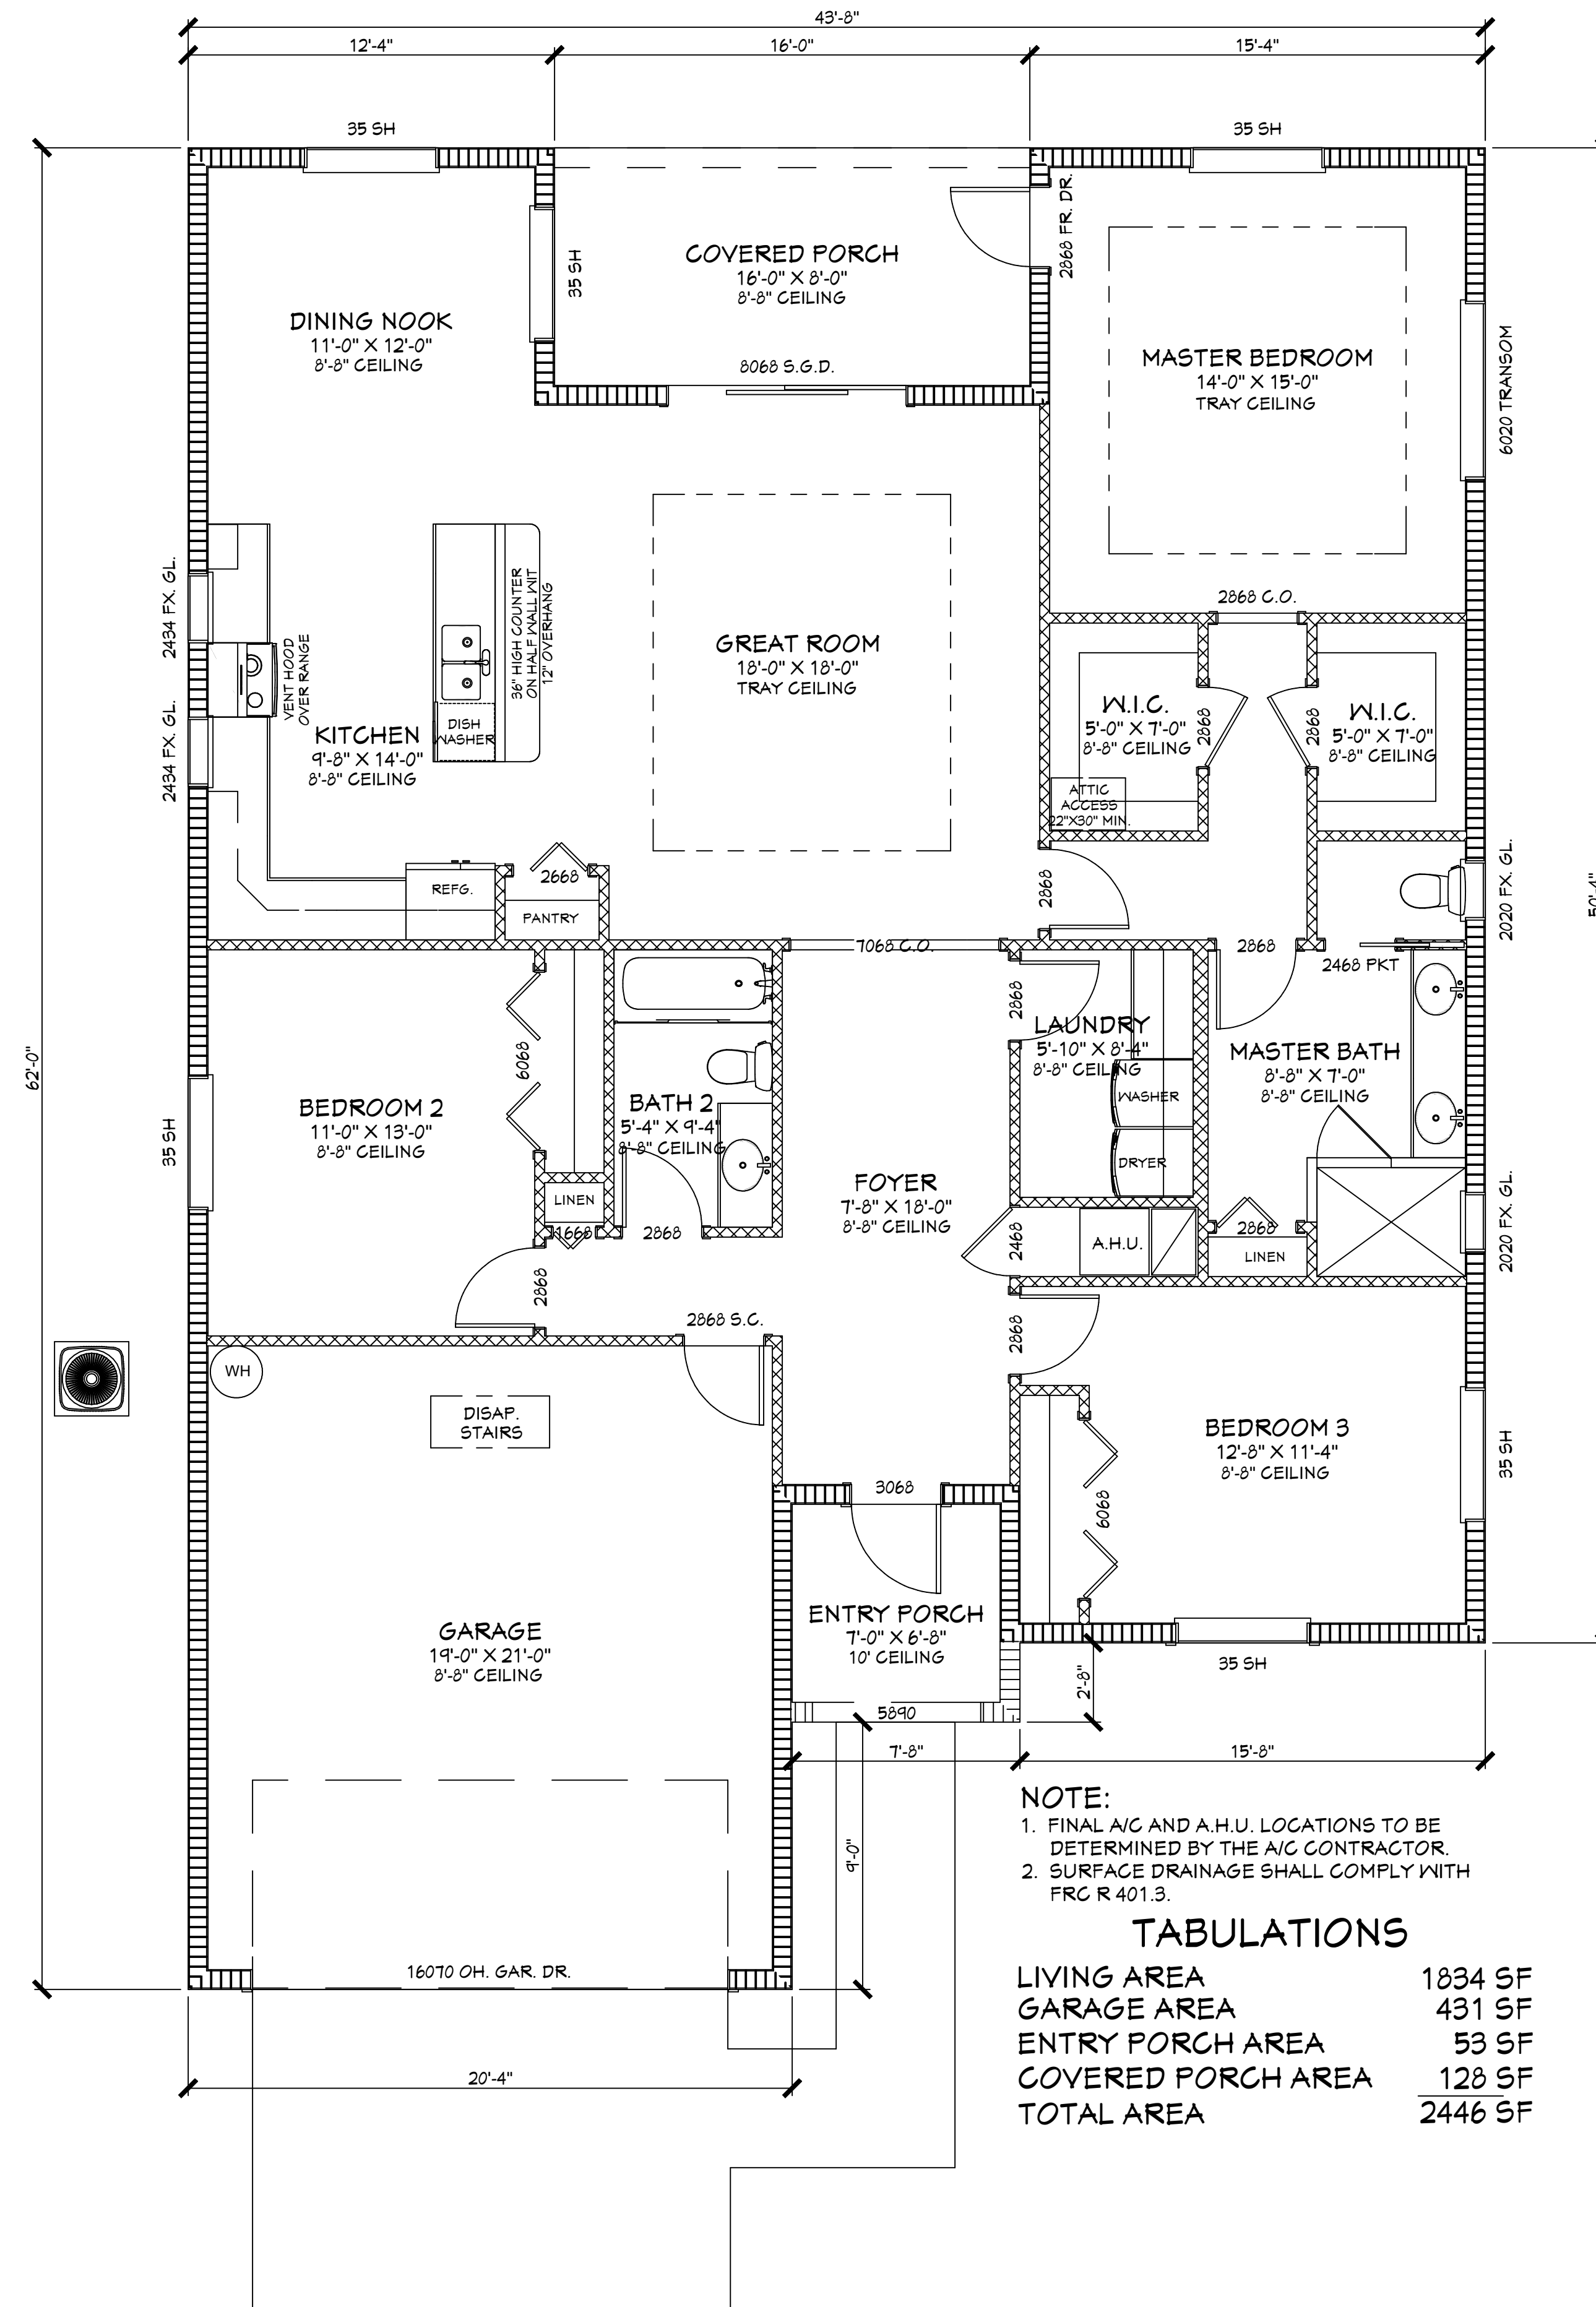 43'-8"
12'-4"
16'-0"
15'-4"
35 SH
35 SH
2868 FR. DR.
COVERED PORCH
16'-0" X 8'-0"
8'-8" CEILING
35 SH
DINING NOOK
11'-0" X 12'-0"
8'-8" CEILING
8068 S.G.D.
MASTER BEDROOM
14'-0" X 15'-0"
TRAY CEILING
6020 TRANSOM
2434 FX. GL.
36" HIGH COUNTER
ON HALF WALL WIT
12" OVERHANG
2868 C.O.
GREAT ROOM
18'-0" X 18'-0"
TRAY CEILING
VENT HOOD
OVER RANGE
2434 FX. GL.
KITCHEN
9'-8" X 14'-0"
8'-8" CEILING
DISH
WASHER
W.I.C.
5'-0" X 7'-0"
8'-8" CEILING
2868
2868
W.I.C.
5'-0" X 7'-0"
8'-8" CEILING
ATTIC
ACCESS
22"X30" MIN.
2668
REFG.
PANTRY
2868
2020 FX. GL.
50'-4"
7068 C.O.
2868
2468 PKT
62'-0"
6068
2868
LAUNDRY
5'-10" X 8'-4"
8'-8" CEILING
MASTER BATH
8'-8" X 7'-0"
8'-8" CEILING
WASHER
DRYER
35 SH
BEDROOM 2
11'-0" X 13'-0"
8'-8" CEILING
BATH 2
5'-4" X 9'-4"
8'-8" CEILING
FOYER
7'-8" X 18'-0"
8'-8" CEILING
LINEN
1668
2868
2868
2468
A.H.U.
2868
LINEN
2020 FX. GL.
2868 S.C.
2868
WH
DISAP.
STAIRS
BEDROOM 3
12'-8" X 11'-4"
8'-8" CEILING
35 SH
3068
6068
GARAGE
19'-0" X 21'-0"
8'-8" CEILING
ENTRY PORCH
7'-0" X 6'-8"
10' CEILING
35 SH
2'-8"
5890
7'-8"
15'-8"
9'-0"
NOTE:
1. FINAL A/C AND A.H.U. LOCATIONS TO BE
DETERMINED BY THE A/C CONTRACTOR.
2. SURFACE DRAINAGE SHALL COMPLY WITH
FRC R 401.3.
16070 OH. GAR. DR.
20'-4"
TABULATIONS
LIVING AREA 1834 SF
GARAGE AREA 431 SF
ENTRY PORCH AREA 53 SF
COVERED PORCH AREA 128 SF
TOTAL AREA 2446 SF